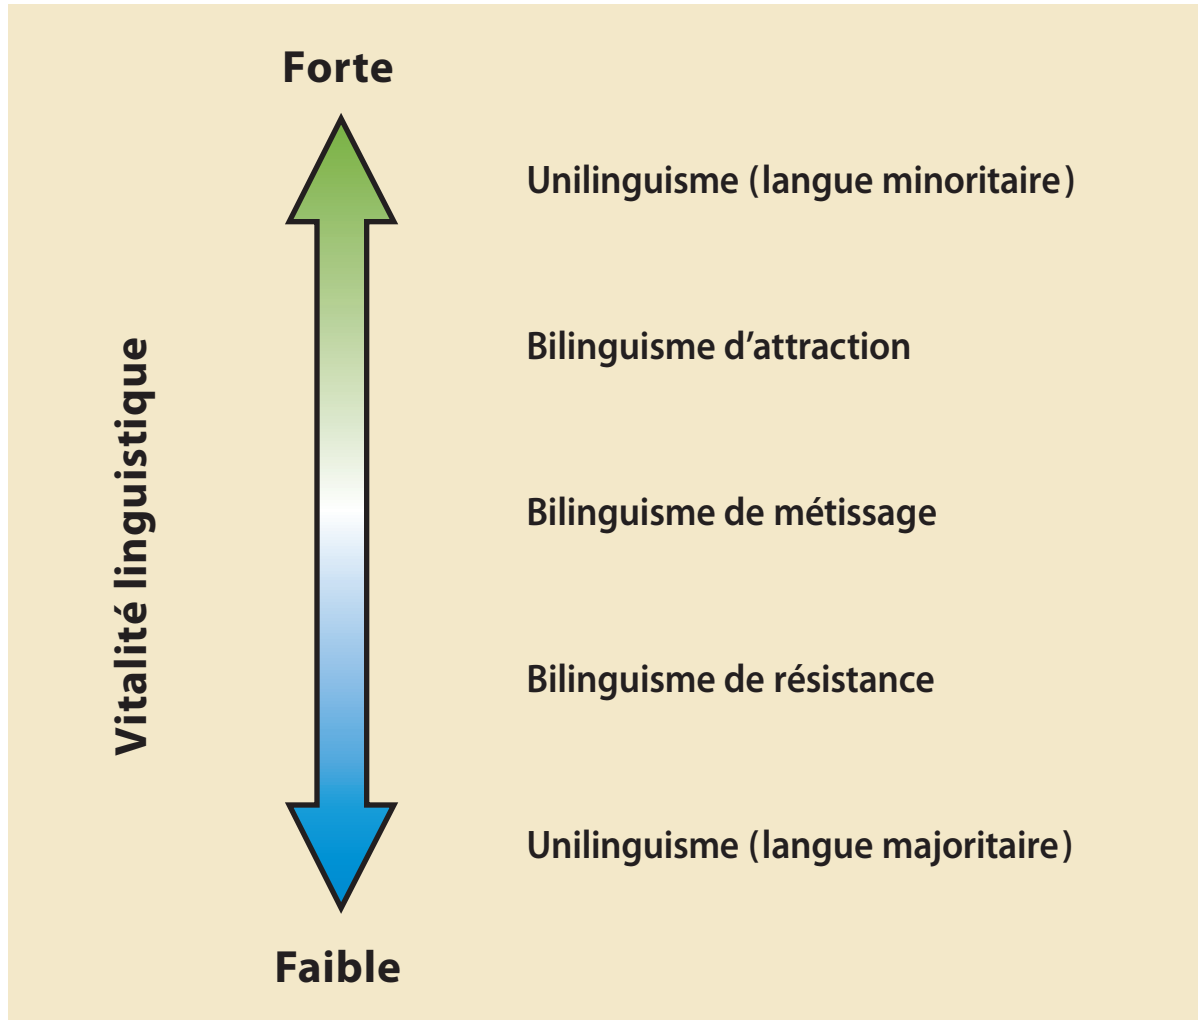 Forte
Unilinguisme (langue minoritaire)
Bilinguisme d’attraction
Vitalité linguistique
Bilinguisme de métissage
Bilinguisme de résistance
Unilinguisme (langue majoritaire)
Faible